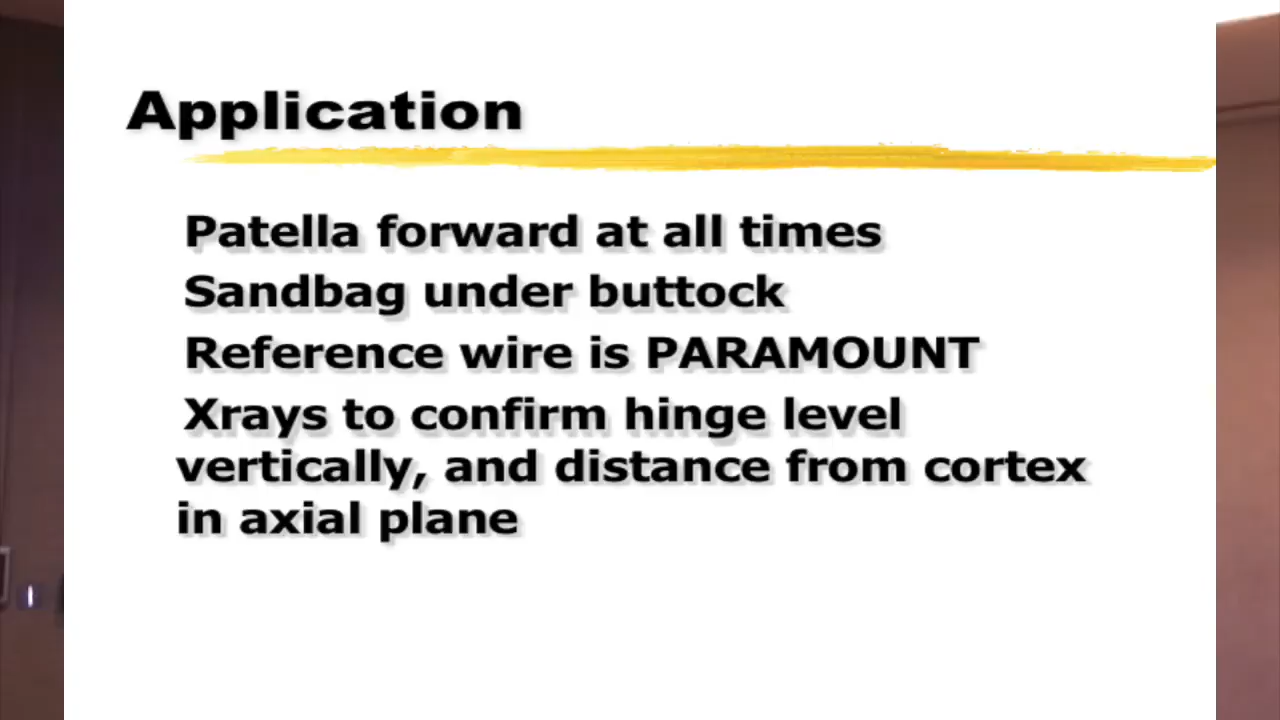 Application
Patella forward at all times
Sandbag under buttock
Reference wire is PARAMOUNT
Xrays to confirm hinge level
vertically, and distance from cortex
in axial plane